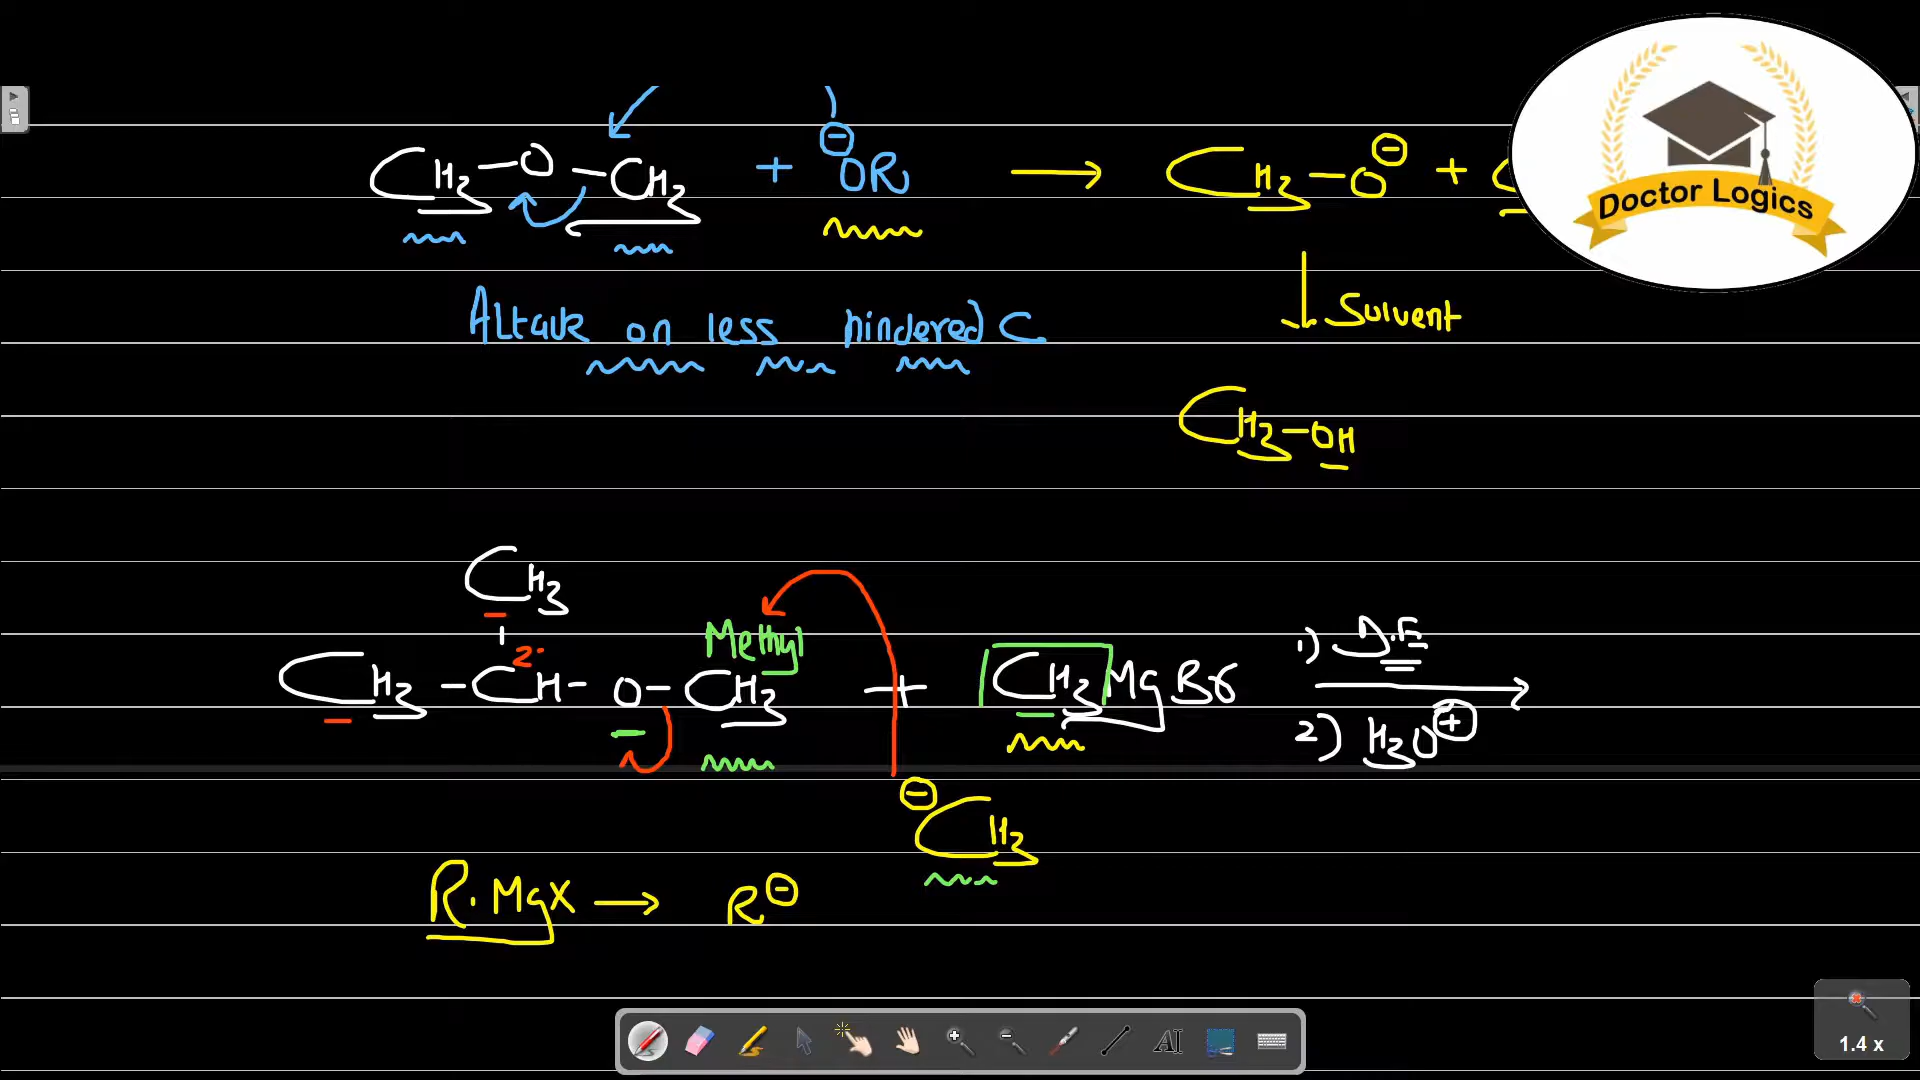 CH3-O-CH3 + ⊖OR → CH3-O⊖ +
Doctor Logics
Attack on less hindered C.
↓ Solvent
CH3-OH
CH3
2°
Methyl
CH3-CH-O-CH3 + CH3MgBr
1) D.E
2) H3O⊕
⊖CH3
R.MgX → R⊖
1.4 x